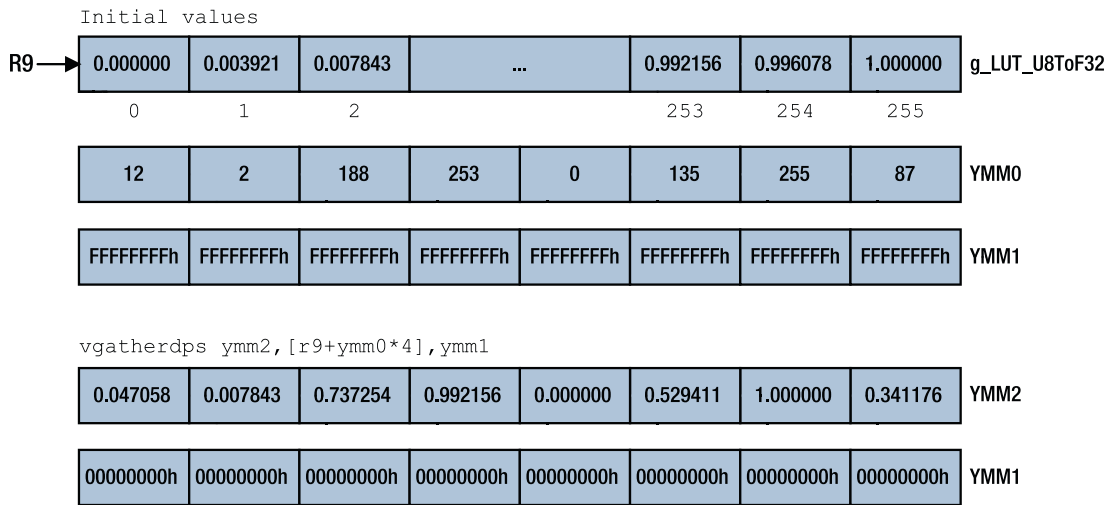 Initial values
R9 0.000000 0.003921 0.007843 ... 0.992156 0.996078 1.000000 g_LUT_U8ToF32
0 1 2 253 254 255
12 2 188 253 0 135 255 87 YMM0
FFFFFFFFh FFFFFFFFh FFFFFFFFh FFFFFFFFh FFFFFFFFh FFFFFFFFh FFFFFFFFh FFFFFFFFh YMM1
vgatherdps ymm2,[r9+ymm0*4],ymm1
0.047058 0.007843 0.737254 0.992156 0.000000 0.529411 1.000000 0.341176 YMM2
00000000h 00000000h 00000000h 00000000h 00000000h 00000000h 00000000h 00000000h YMM1